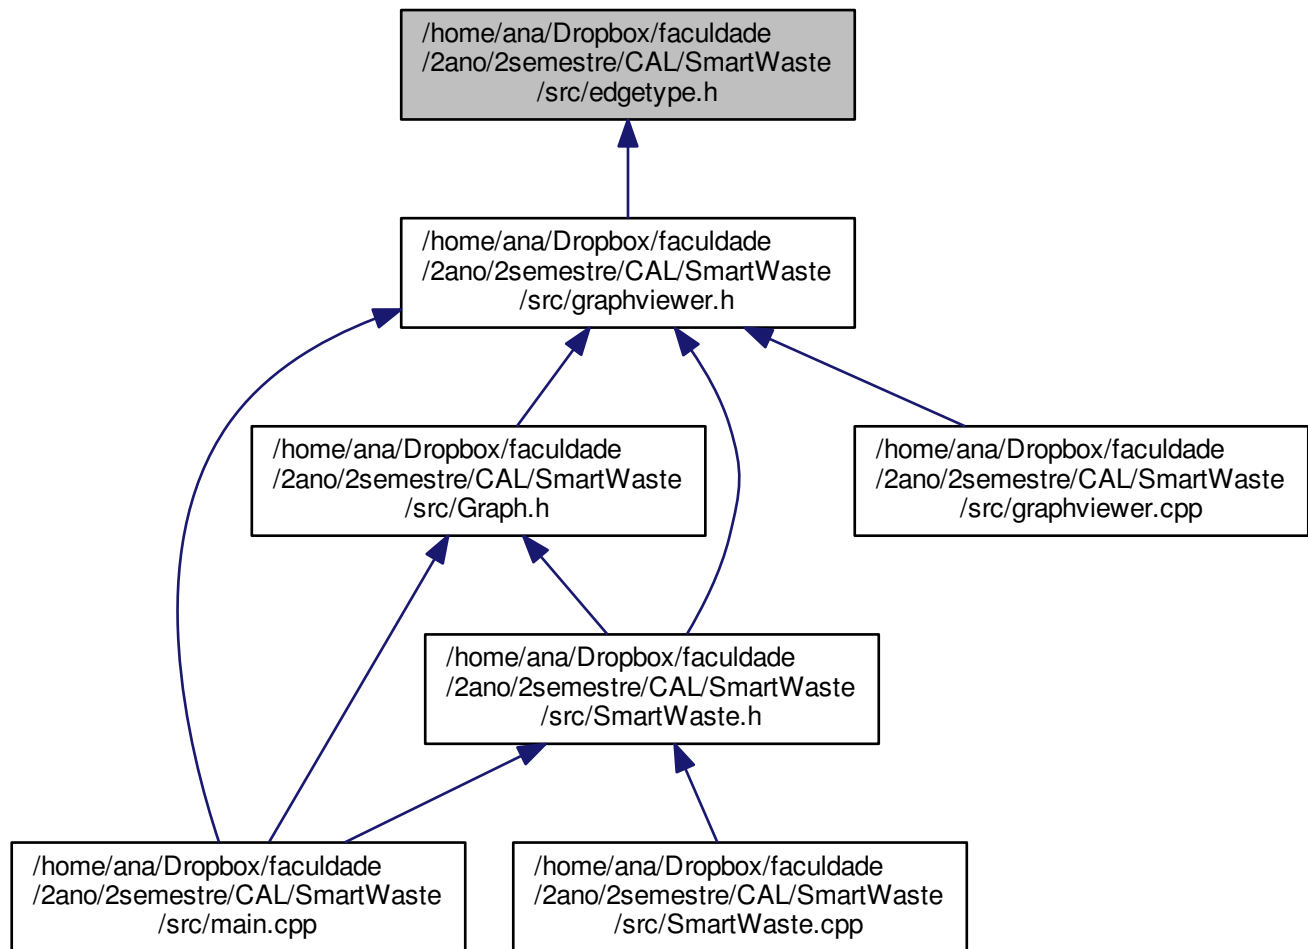 /home/ana/Dropbox/faculdade
/2ano/2semestre/CAL/SmartWaste
/src/edgetype.h
/home/ana/Dropbox/faculdade
/2ano/2semestre/CAL/SmartWaste
/src/graphviewer.h
/home/ana/Dropbox/faculdade
/2ano/2semestre/CAL/SmartWaste
/src/Graph.h
/home/ana/Dropbox/faculdade
/2ano/2semestre/CAL/SmartWaste
/src/graphviewer.cpp
/home/ana/Dropbox/faculdade
/2ano/2semestre/CAL/SmartWaste
/src/SmartWaste.h
/home/ana/Dropbox/faculdade
/2ano/2semestre/CAL/SmartWaste
/src/main.cpp
/home/ana/Dropbox/faculdade
/2ano/2semestre/CAL/SmartWaste
/src/SmartWaste.cpp